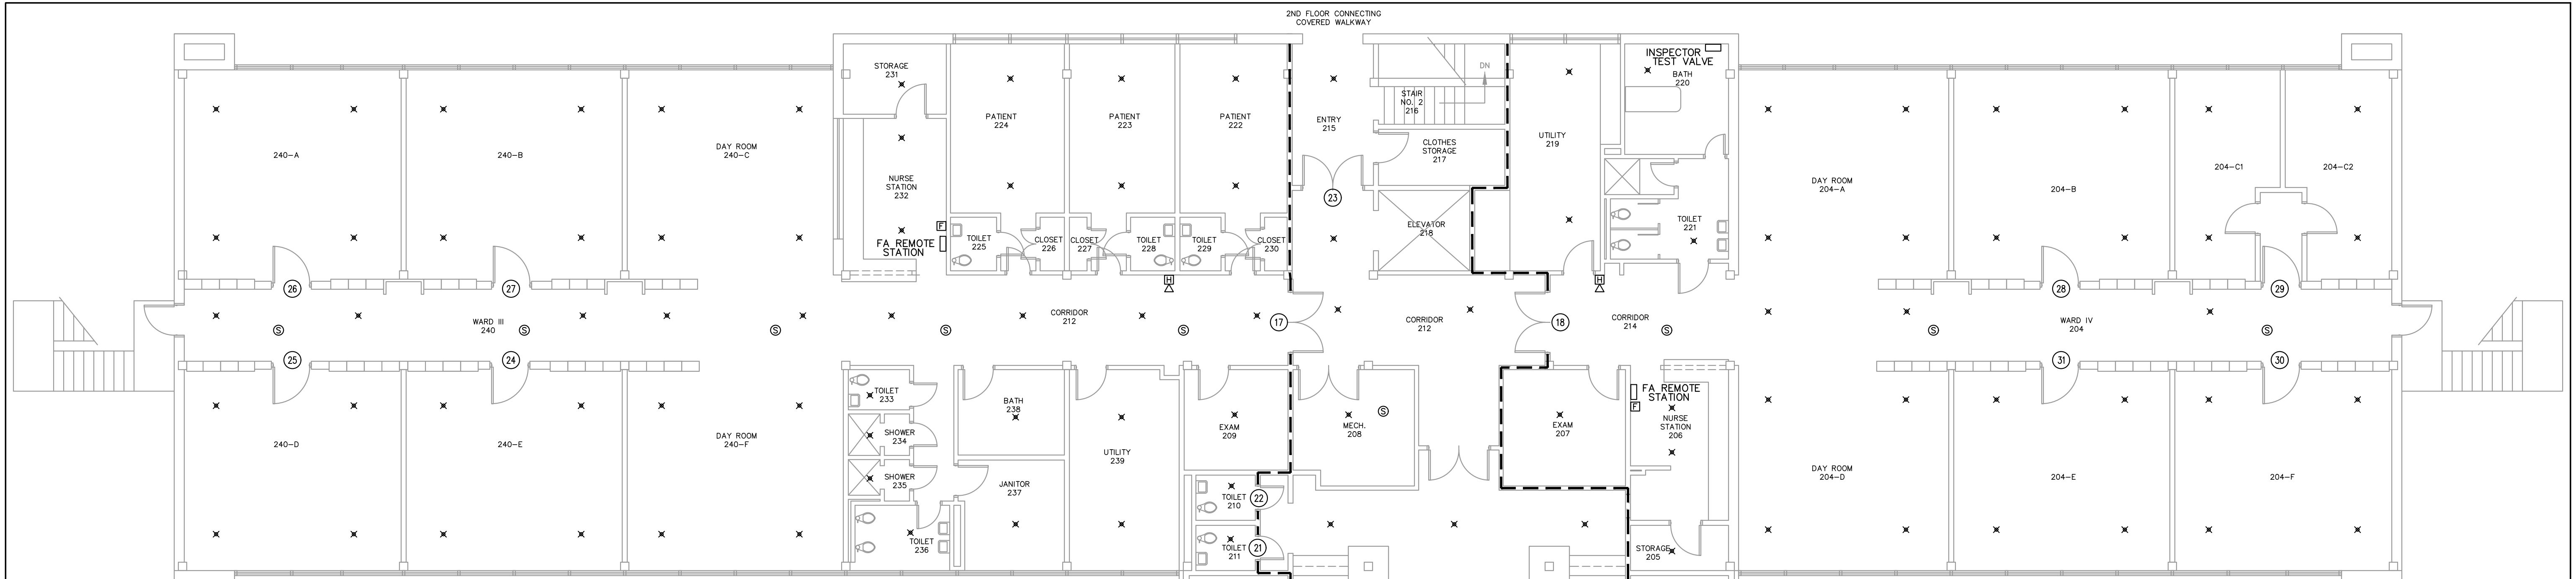 2ND FLOOR CONNECTING
COVERED WALKWAY
INSPECTOR
TEST VALVE
BATH
220
STORAGE
231
DN
STAIR
NO. 2
216
PATIENT
224
PATIENT
223
PATIENT
222
ENTRY
215
UTILITY
219
CLOTHES
STORAGE
217
240-A
240-B
DAY ROOM
240-C
NURSE
STATION
232
DAY ROOM
204-A
204-B
204-C1
204-C2
23
F
FA REMOTE
STATION
TOILET
225
CLOSET
226
CLOSET
227
TOILET
228
TOILET
229
CLOSET
230
ELEVATOR
218
TOILET
221
26
27
H
H
28
29
WARD III
240
CORRIDOR
212
17
CORRIDOR
212
18
CORRIDOR
214
WARD IV
204
S
S
S
S
S
S
S
S
25
24
31
30
TOILET
233
BATH
238
EXAM
209
MECH.
208
S
EXAM
207
FA REMOTE
STATION
F
NURSE
STATION
206
240-D
240-E
DAY ROOM
240-F
SHOWER
234
UTILITY
239
SHOWER
235
JANITOR
237
DAY ROOM
204-D
204-E
204-F
TOILET
210
22
TOILET
236
TOILET
211
21
STORAGE
205